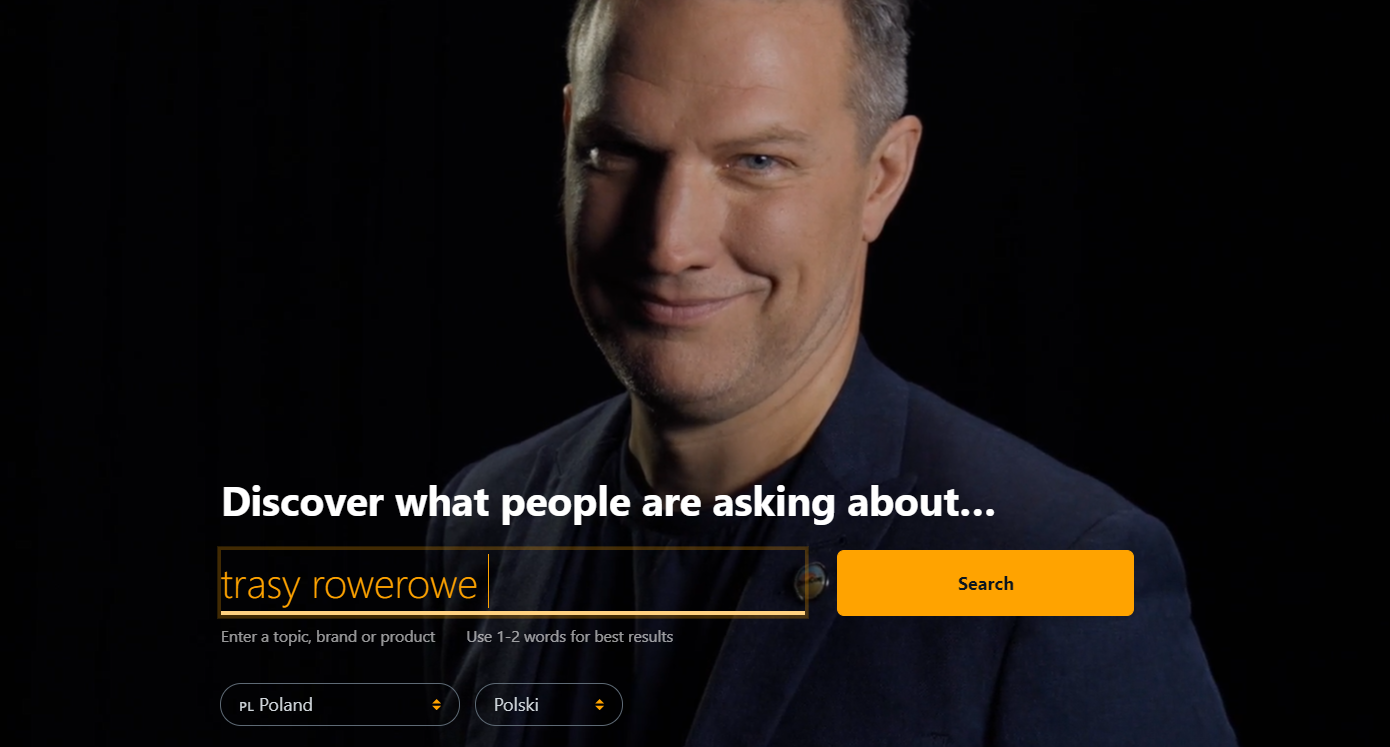 Discover what people are asking about...
trasy rowerowe
Search
Enter a topic, brand or product
Use 1-2 words for best results
PL Poland
Polski